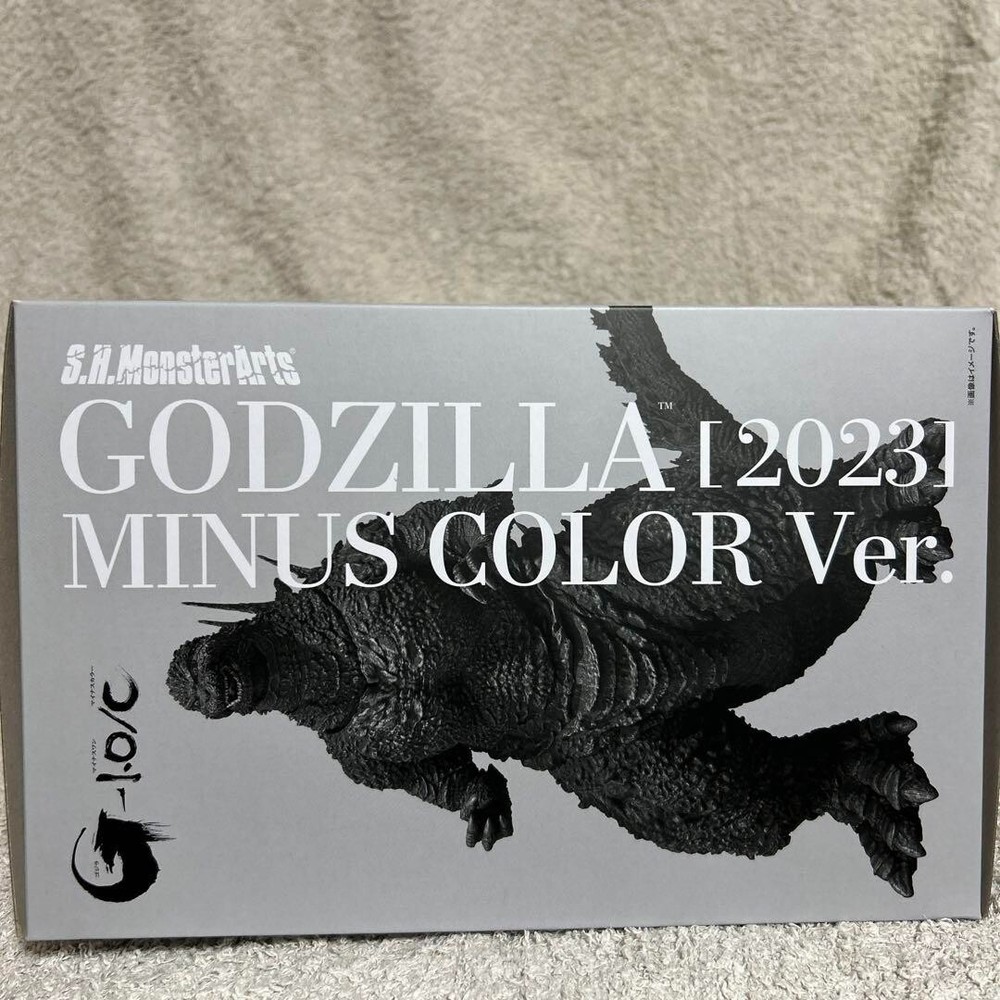 S.H.MonsterArts®
GODZILLA™ [2023]
MINUS COLOR Ver.
※画像はイメージです。
G-1.0/C
ゴジラ マイナスワン マイナスカラー